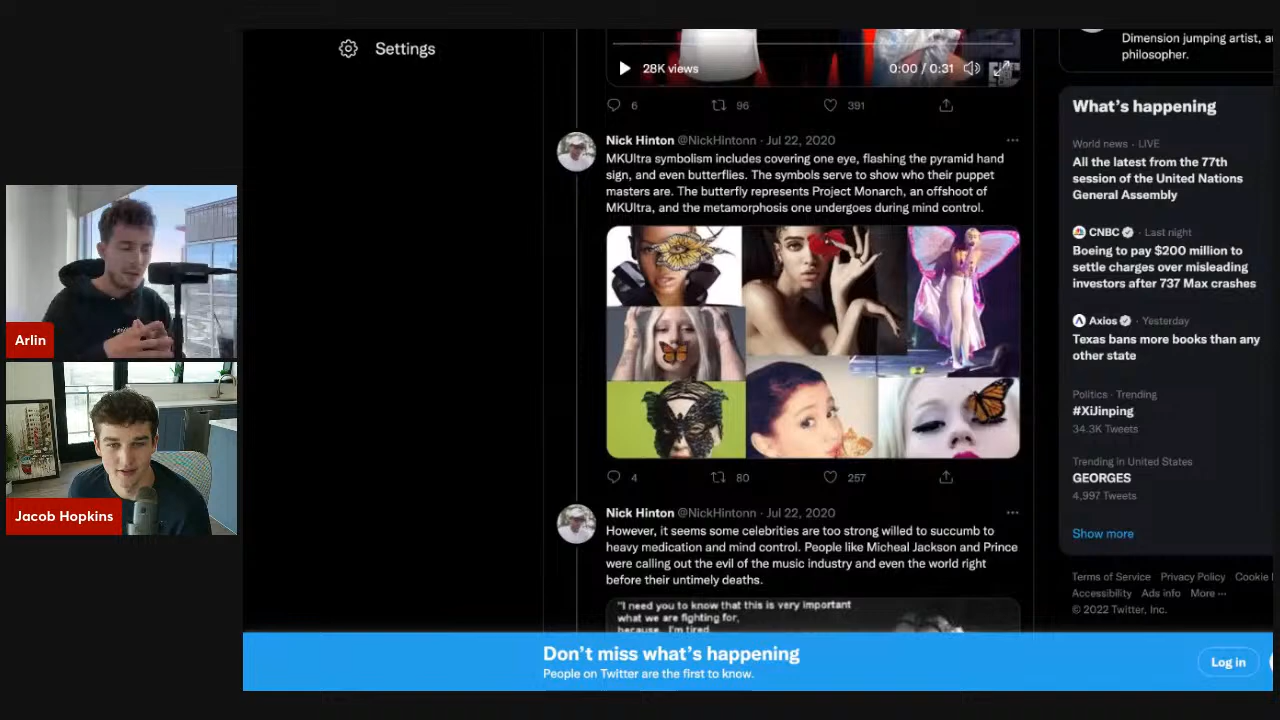 Settings
28K views
0:00 / 0:31
6
96
391
Nick Hinton @NickHintonn · Jul 22, 2020
MKUltra symbolism includes covering one eye, flashing the pyramid hand
sign, and even butterflies. The symbols serve to show who their puppet
masters are. The butterfly represents Project Monarch, an offshoot of
MKUltra, and the metamorphosis one undergoes during mind control.
4
80
257
Nick Hinton @NickHintonn · Jul 22, 2020
However, it seems some celebrities are too strong willed to succumb to
heavy medication and mind control. People like Micheal Jackson and Prince
were calling out the evil of the music industry and even the world right
before their untimely deaths.
"I need you to know that this is very important
what we are fighting for,
because, I'm tired
Dimension jumping artist, a
philosopher.
What's happening
World news · LIVE
All the latest from the 77th
session of the United Nations
General Assembly
CNBC · Last night
Boeing to pay $200 million to
settle charges over misleading
investors after 737 Max crashes
Axios · Yesterday
Texas bans more books than any
other state
Politics · Trending
#XiJinping
34.3K Tweets
Trending in United States
GEORGES
4,997 Tweets
Show more
Terms of Service Privacy Policy Cookie
Accessibility Ads info More ···
© 2022 Twitter, Inc.
Don't miss what's happening
People on Twitter are the first to know.
Log in
Arlin
Jacob Hopkins